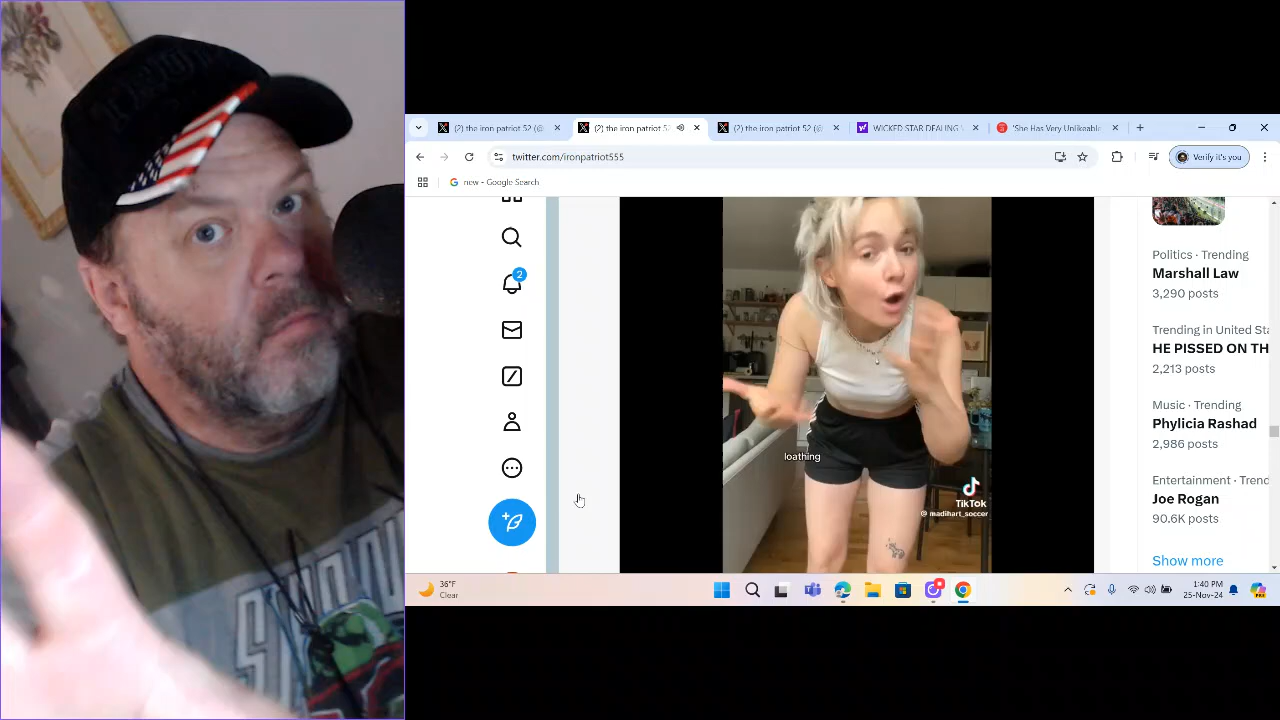 (2) the iron patriot 52 (@
(2) the iron patriot 52
(2) the iron patriot 52 (@
WICKED STAR DEALING
'She Has Very Unlikeable
twitter.com/ironpatriot555
Verify it's you
new - Google Search
2
loathing
TikTok
@ madihart_soccer
Politics · Trending
Marshall Law
3,290 posts
Trending in United Sta
HE PISSED ON TH
2,213 posts
Music · Trending
Phylicia Rashad
2,986 posts
Entertainment · Trend
Joe Rogan
90.6K posts
Show more
36°F
Clear
1:40 PM
25-Nov-24